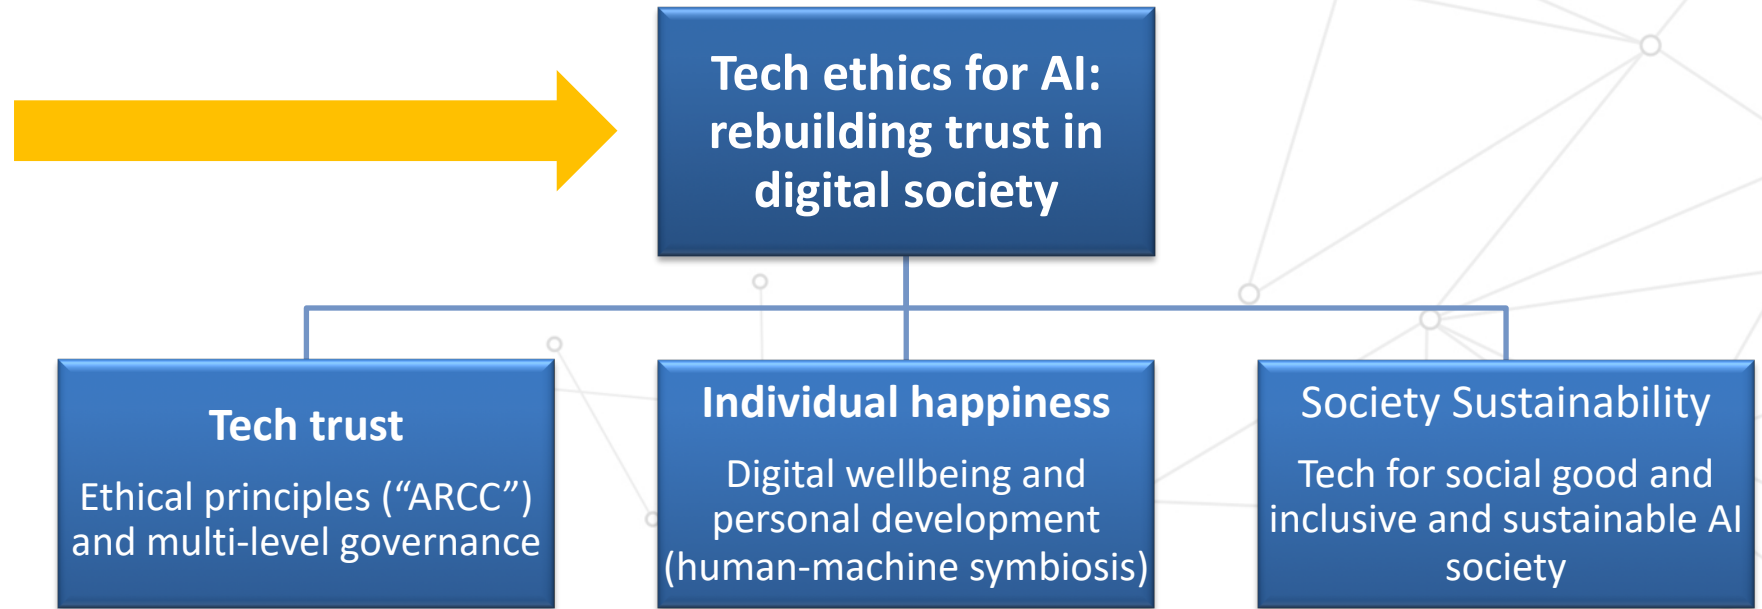 Tech ethics for AI:
rebuilding trust in
digital society
Tech trust
Ethical principles (“ARCC”)
and multi-level governance
Individual happiness
Digital wellbeing and
personal development
(human-machine symbiosis)
Society Sustainability
Tech for social good and
inclusive and sustainable AI
society